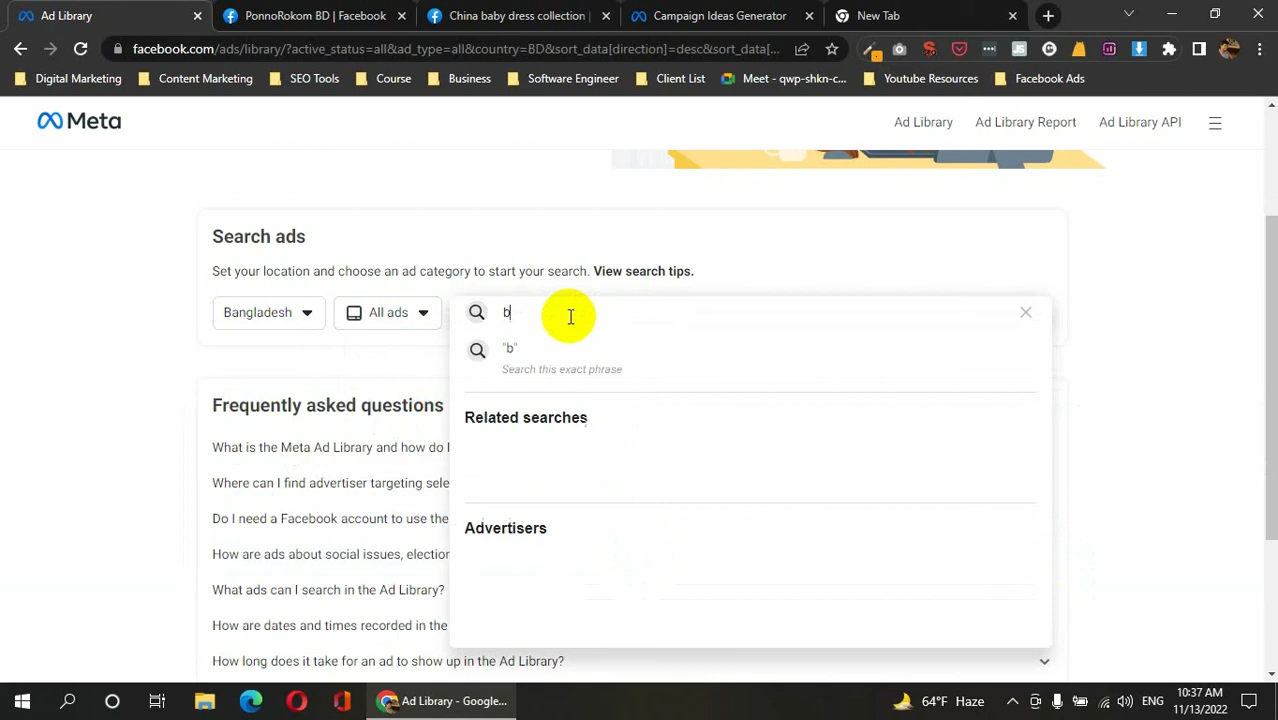 Ad Library
PonnoRokom BD | Facebook
China baby dress collection |
Campaign Ideas Generator
New Tab
facebook.com/ads/library/?active_status=all&ad_type=all&country=BD&sort_data[direction]=desc&sort_data[...
Digital Marketing
Content Marketing
SEO Tools
Course
Business
Software Engineer
Client List
Meet - qwp-shkn-c...
Youtube Resources
Facebook Ads
Meta
Ad Library
Ad Library Report
Ad Library API
Search ads
Set your location and choose an ad category to start your search. View search tips.
Bangladesh
All ads
b
"b"
Search this exact phrase
Related searches
Advertisers
Frequently asked questions
What is the Meta Ad Library and how do I
Where can I find advertiser targeting sele
Do I need a Facebook account to use the
How are ads about social issues, election
What ads can I search in the Ad Library?
How are dates and times recorded in the
How long does it take for an ad to show up in the Ad Library?
Ad Library - Google...
64°F Haze
ENG
10:37 AM
11/13/2022